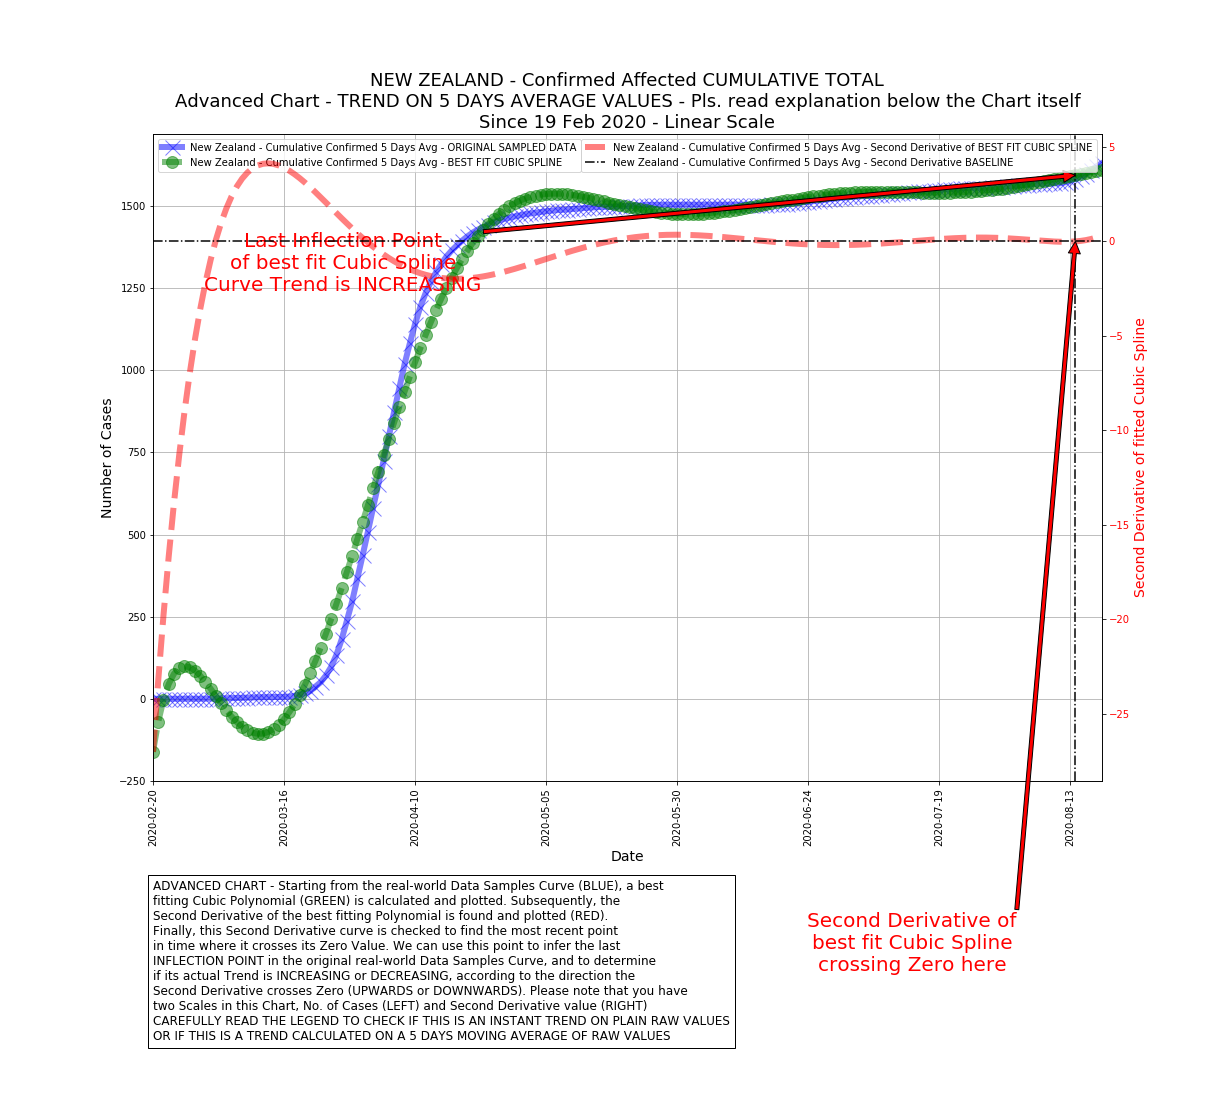 NEW ZEALAND - Confirmed Affected CUMULATIVE TOTAL
Advanced Chart - TREND ON 5 DAYS AVERAGE VALUES - Pls. read explanation below the Chart itself
Since 19 Feb 2020 - Linear Scale
New Zealand - Cumulative Confirmed 5 Days Avg - ORIGINAL SAMPLED DATA
New Zealand - Cumulative Confirmed 5 Days Avg - BEST FIT CUBIC SPLINE
New Zealand - Cumulative Confirmed 5 Days Avg - Second Derivative of BEST FIT CUBIC SPLINE
New Zealand - Cumulative Confirmed 5 Days Avg - Second Derivative BASELINE
Last Inflection Point
of best fit Cubic Spline
Curve Trend is INCREASING
Number of Cases
1500
1250
1000
750
500
250
0
−250
5
0
−5
−10
−15
−20
−25
Second Derivative of fitted Cubic Spline
2020-02-20
2020-03-16
2020-04-10
2020-05-05
2020-05-30
2020-06-24
2020-07-19
2020-08-13
Date
ADVANCED CHART - Starting from the real-world Data Samples Curve (BLUE), a best
fitting Cubic Polynomial (GREEN) is calculated and plotted. Subsequently, the
Second Derivative of the best fitting Polynomial is found and plotted (RED).
Finally, this Second Derivative curve is checked to find the most recent point
in time where it crosses its Zero Value. We can use this point to infer the last
INFLECTION POINT in the original real-world Data Samples Curve, and to determine
if its actual Trend is INCREASING or DECREASING, according to the direction the
Second Derivative crosses Zero (UPWARDS or DOWNWARDS). Please note that you have
two Scales in this Chart, No. of Cases (LEFT) and Second Derivative value (RIGHT)
CAREFULLY READ THE LEGEND TO CHECK IF THIS IS AN INSTANT TREND ON PLAIN RAW VALUES
OR IF THIS IS A TREND CALCULATED ON A 5 DAYS MOVING AVERAGE OF RAW VALUES
Second Derivative of
best fit Cubic Spline
crossing Zero here